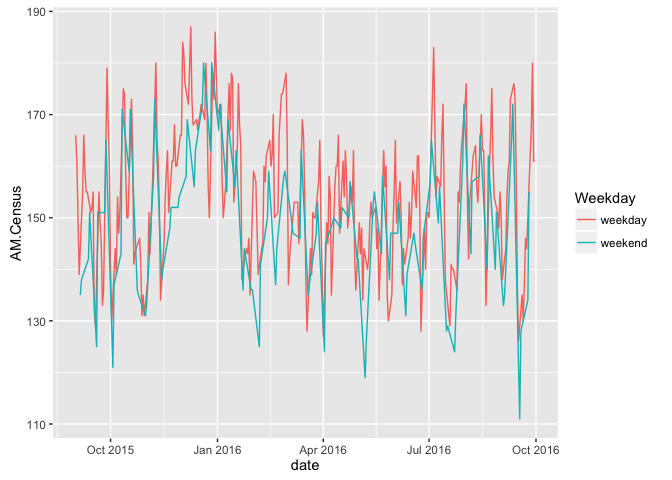 190
170
150
130
110
AM.Census
Oct 2015
Jan 2016
Apr 2016
Jul 2016
Oct 2016
date
Weekday
weekday
weekend